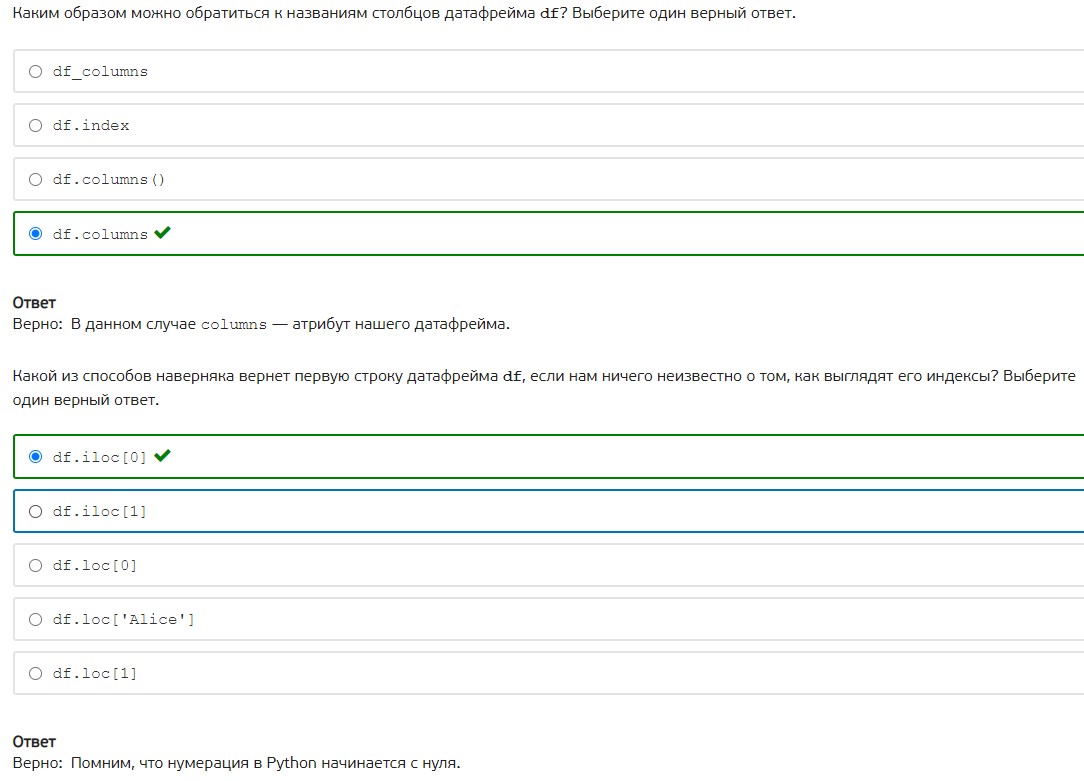 Каким образом можно обратиться к названиям столбцов датафрейма df? Выберите один верный ответ.
df_columns
df.index
df.columns()
df.columns
Ответ
Верно: В данном случае columns — атрибут нашего датафрейма.
Какой из способов наверняка вернет первую строку датафрейма df, если нам ничего неизвестно о том, как выглядят его индексы? Выберите
один верный ответ.
df.iloc[0]
df.iloc[1]
df.loc[0]
df.loc['Alice']
df.loc[1]
Ответ
Верно: Помним, что нумерация в Python начинается с нуля.